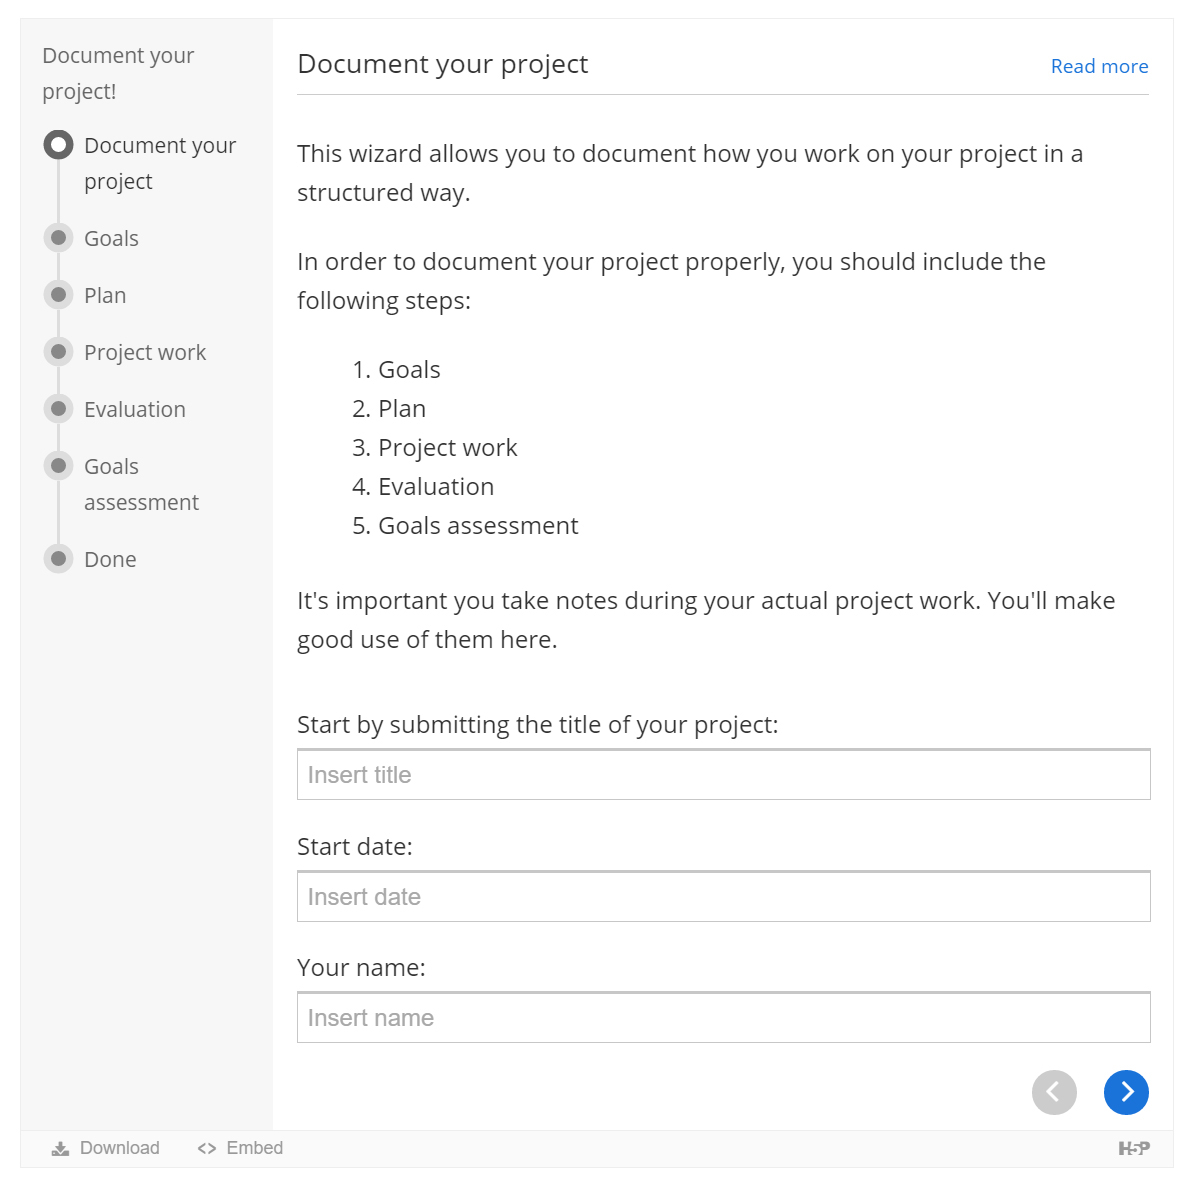 Document your
project!
Document your
project
Goals
Plan
Project work
Evaluation
Goals
assessment
Done
Document your project
Read more
This wizard allows you to document how you work on your project in a
structured way.
In order to document your project properly, you should include the
following steps:
1. Goals
2. Plan
3. Project work
4. Evaluation
5. Goals assessment
It's important you take notes during your actual project work. You'll make
good use of them here.
Start by submitting the title of your project:
Insert title
Start date:
Insert date
Your name:
Insert name
Download
<> Embed
H5P